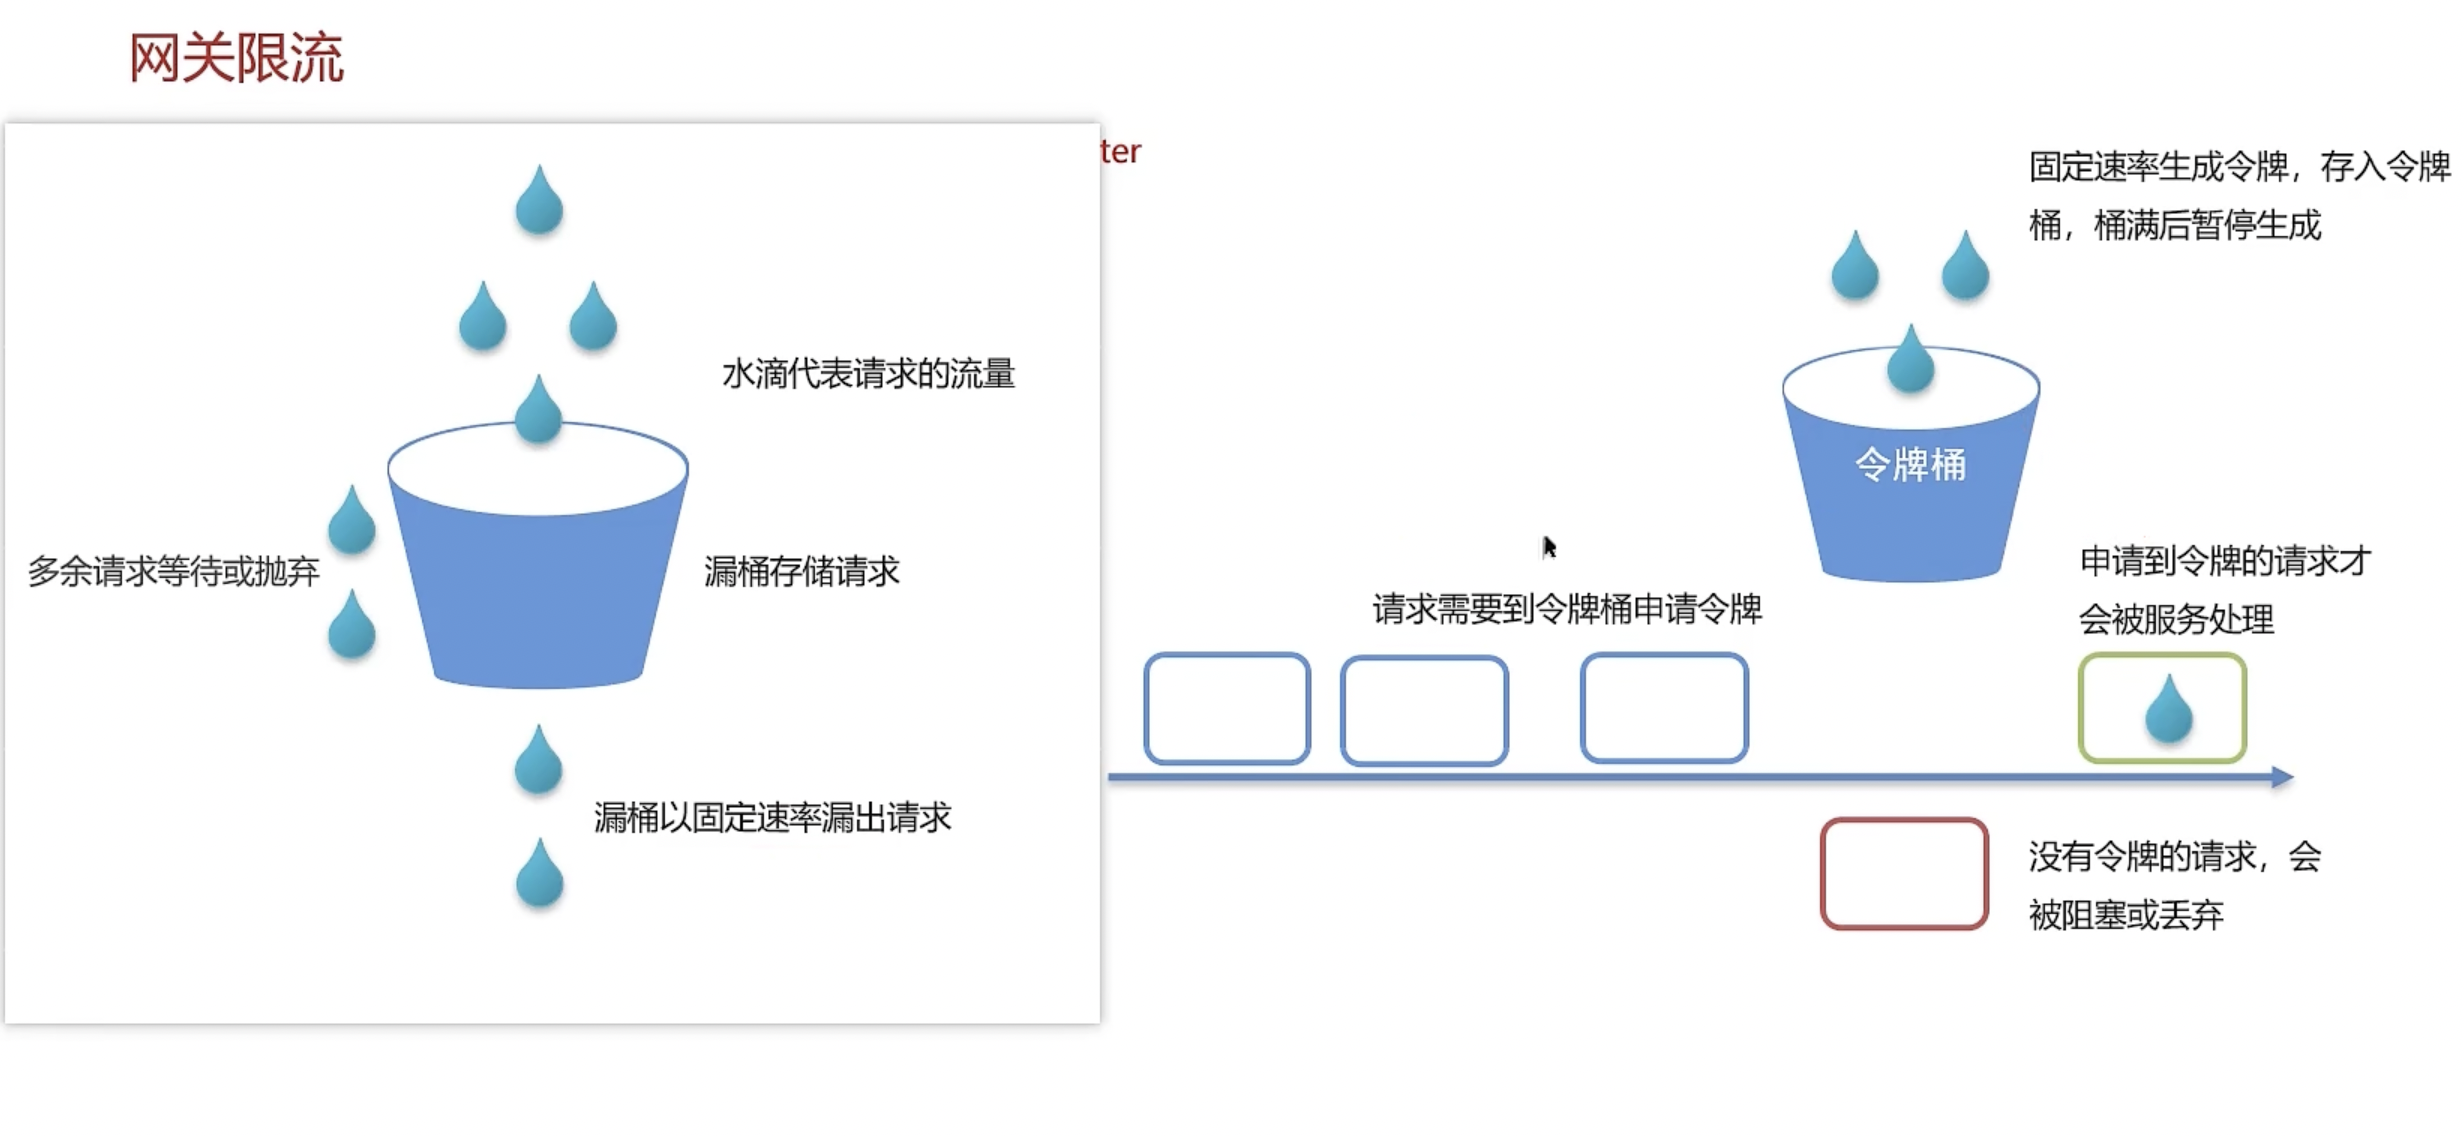 网关限流
ter
水滴代表请求的流量
多余请求等待或抛弃
漏桶存储请求
漏桶以固定速率漏出请求
固定速率生成令牌，存入令牌
桶，桶满后暂停生成
令牌桶
请求需要到令牌桶申请令牌
申请到令牌的请求才
会被服务处理
没有令牌的请求，会
被阻塞或丢弃